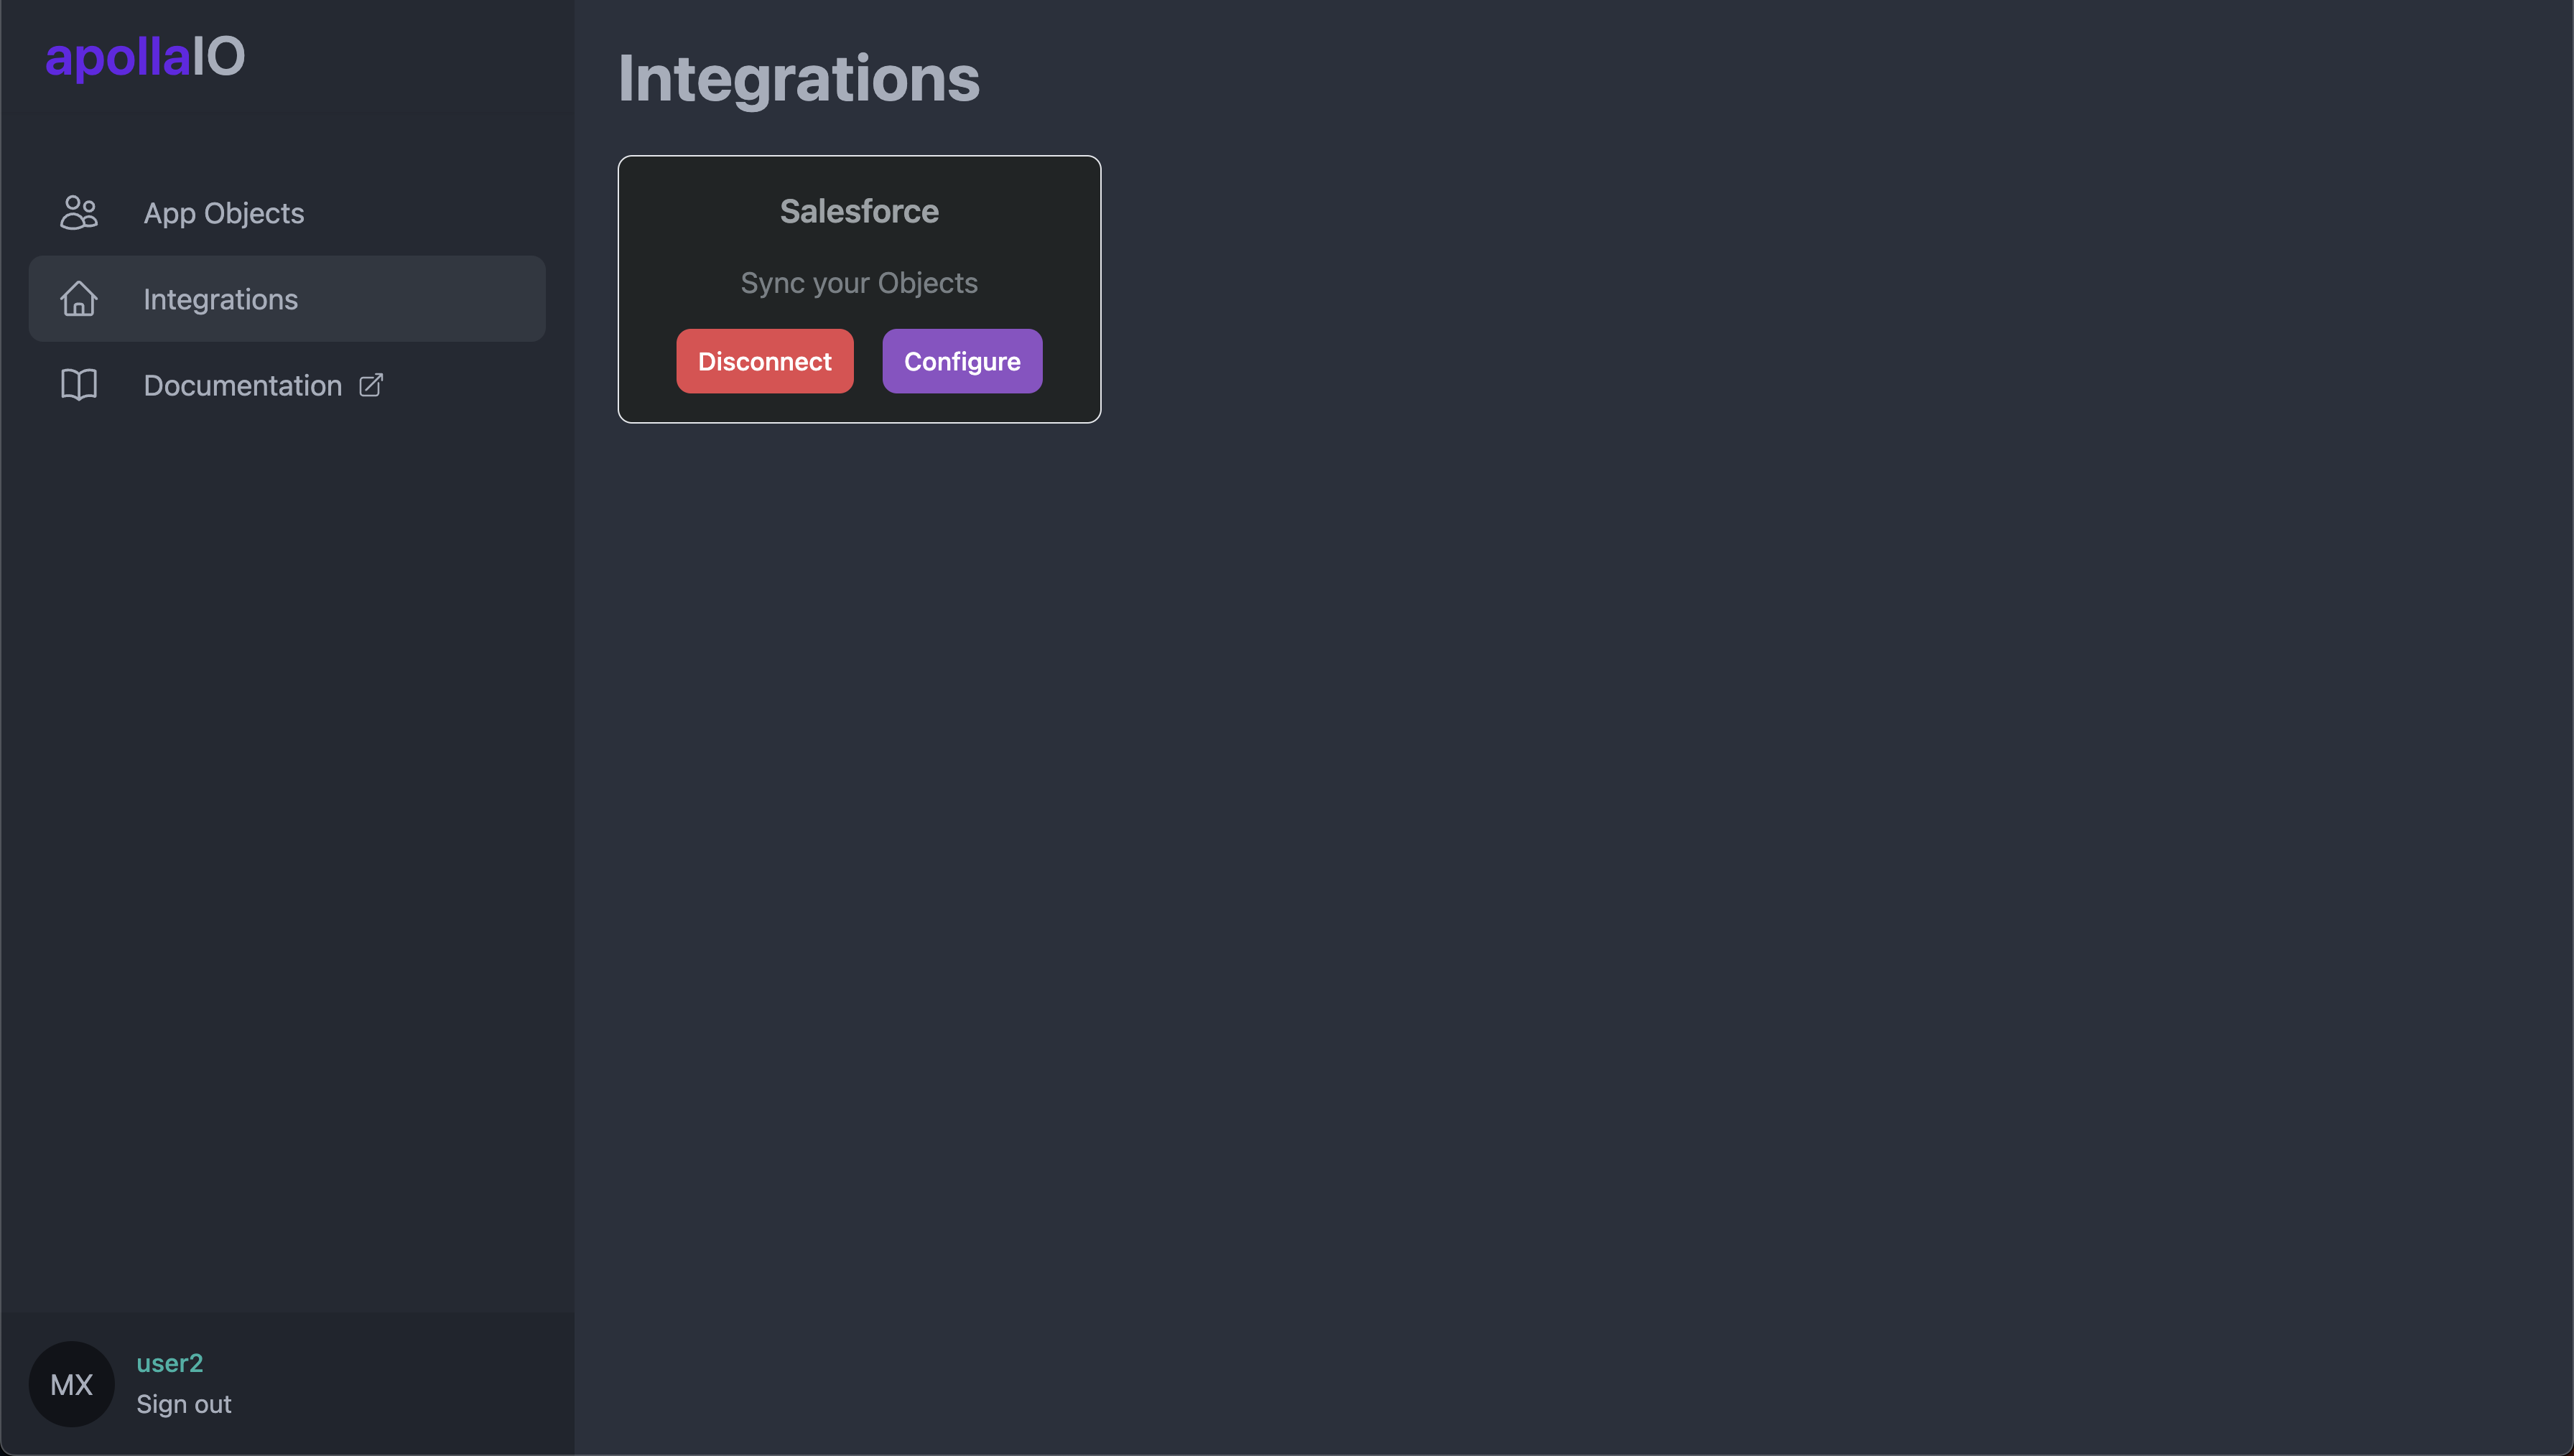 apollaIO
App Objects
Integrations
Documentation
user2
MX
Sign out
Integrations
Salesforce
Sync your Objects
Disconnect Configure